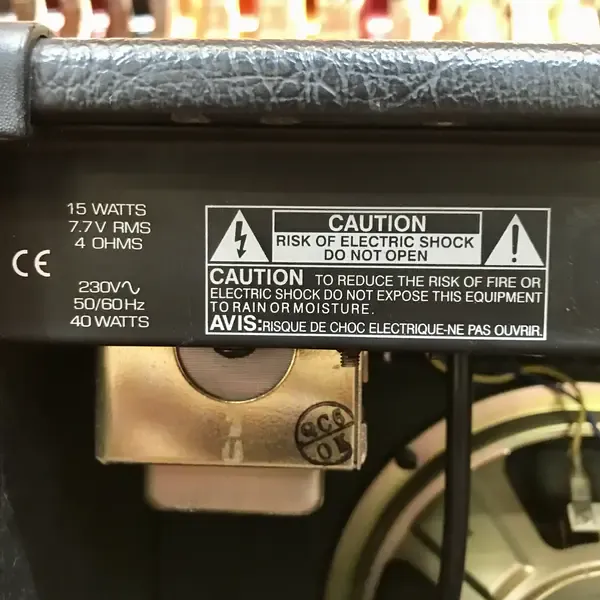 15 WATTS
7.7V RMS
4 OHMS
CE
230V∿
50/60Hz
40 WATTS
CAUTION
RISK OF ELECTRIC SHOCK
DO NOT OPEN
CAUTION TO REDUCE THE RISK OF FIRE OR
ELECTRIC SHOCK DO NOT EXPOSE THIS EQUIPMENT
TO RAIN OR MOISTURE.
AVIS:RISQUE DE CHOC ELECTRIQUE-NE PAS OUVRIR.
QC6
OK